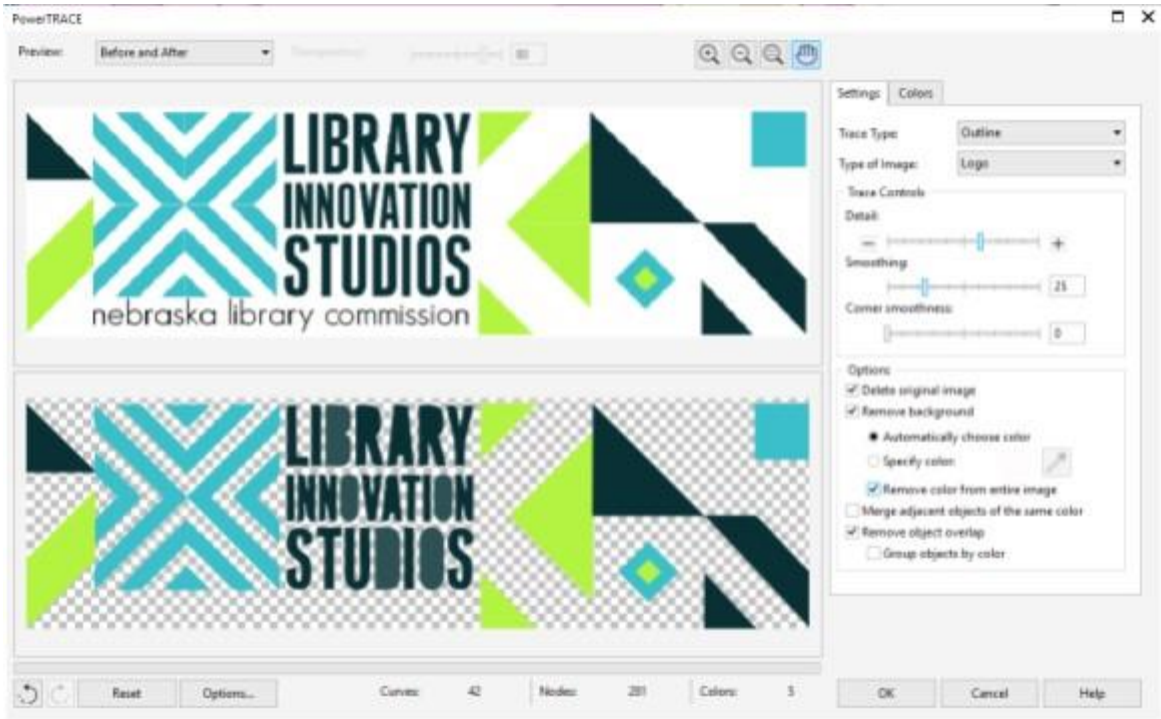 PowerTRACE
Preview: Before and After
LIBRARY
INNOVATION
STUDIOS
nebraska library commission
LIBRARY
INNOVATION
STUDIOS
Settings Colors
Trace Type: Outline
Type of Image: Logo
Trace Controls
Detail:
Smoothing:
25
Corner smoothness:
0
Options
Delete original image
Remove background
Automatically choose color
Specify color:
Remove color from entire image
Merge adjacent objects of the same color
Remove object overlap
Group objects by color
Reset Options... Curves: 42 Nodes: 281 Colors: 5 OK Cancel Help